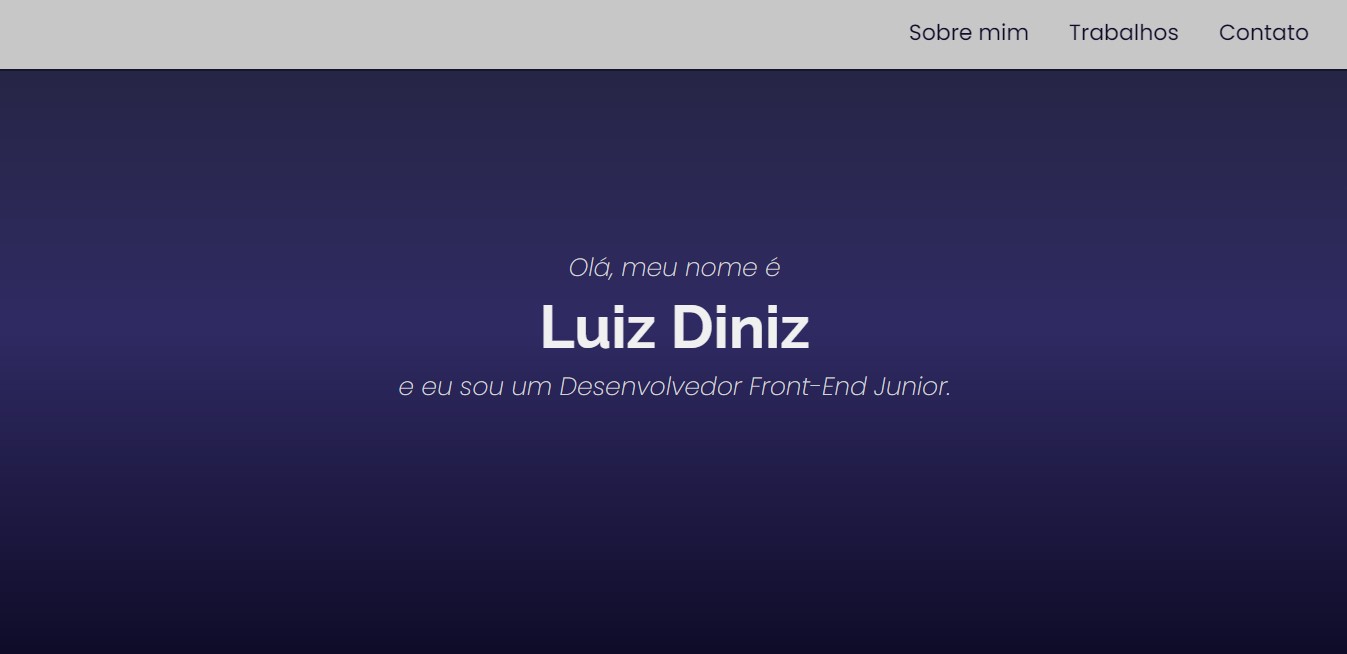 Sobre mim Trabalhos Contato
Olá, meu nome é
Luiz Diniz
e eu sou um Desenvolvedor Front-End Junior.